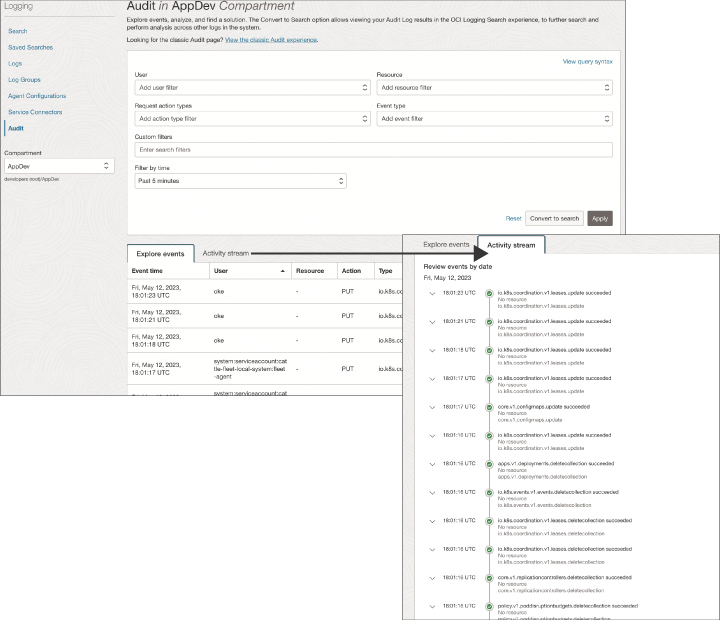 Logging
Search
Saved Searches
Logs
Log Groups
Agent Configurations
Service Connectors
Audit
Compartment
AppDev
developers (root)/AppDev
Audit in AppDev Compartment
Explore events, analyze, and find a solution. The Convert to Search option allows viewing your Audit Log results in the OCI Logging Search experience, to further search and
perform analysis across other logs in the system.
Looking for the classic Audit page? View the classic Audit experience.
View query syntax
User
Add user filter
Resource
Add resource filter
Request action types
Add action type filter
Event type
Add event filter
Custom filters
Enter search filters
Filter by time
Past 5 minutes
Reset
Convert to search
Apply
Explore events
Activity stream
Event time
User
Resource
Action
Type
Fri, May 12, 2023,
18:01:23 UTC
oke
-
PUT
io.k8s.cc
Fri, May 12, 2023,
18:01:21 UTC
oke
-
PUT
io.k8s.cc
Fri, May 12, 2023,
18:01:18 UTC
oke
-
PUT
io.k8s.cc
Fri, May 12, 2023,
18:01:17 UTC
system:serviceaccount:cat
tle-fleet-local-system:fleet
-agent
-
PUT
io.k8s.cc
system:serviceaccount:cat
Explore events
Activity stream
Review events by date
Fri, May 12, 2023
18:01:23 UTC
io.k8s.coordination.v1.leases.update succeeded
No resource
io.k8s.coordination.v1.leases.update
18:01:21 UTC
io.k8s.coordination.v1.leases.update succeeded
No resource
io.k8s.coordination.v1.leases.update
18:01:18 UTC
io.k8s.coordination.v1.leases.update succeeded
No resource
io.k8s.coordination.v1.leases.update
18:01:17 UTC
io.k8s.coordination.v1.leases.update succeeded
No resource
io.k8s.coordination.v1.leases.update
18:01:17 UTC
core.v1.configmaps.update succeeded
No resource
core.v1.configmaps.update
18:01:16 UTC
io.k8s.coordination.v1.leases.update succeeded
No resource
io.k8s.coordination.v1.leases.update
18:01:16 UTC
apps.v1.deployments.deletecollection succeeded
No resource
apps.v1.deployments.deletecollection
18:01:16 UTC
io.k8s.events.v1.events.deletecollection succeeded
No resource
io.k8s.events.v1.events.deletecollection
18:01:16 UTC
io.k8s.coordination.v1.leases.deletecollection succeeded
No resource
io.k8s.coordination.v1.leases.deletecollection
18:01:16 UTC
io.k8s.coordination.v1.leases.deletecollection succeeded
No resource
io.k8s.coordination.v1.leases.deletecollection
18:01:16 UTC
core.v1.replicationcontrollers.deletecollection succeeded
No resource
core.v1.replicationcontrollers.deletecollection
18:01:16 UTC
policy.v1.poddisruptionbudgets.deletecollection succeeded
No resource
policy.v1.poddisruptionbudgets.deletecollection